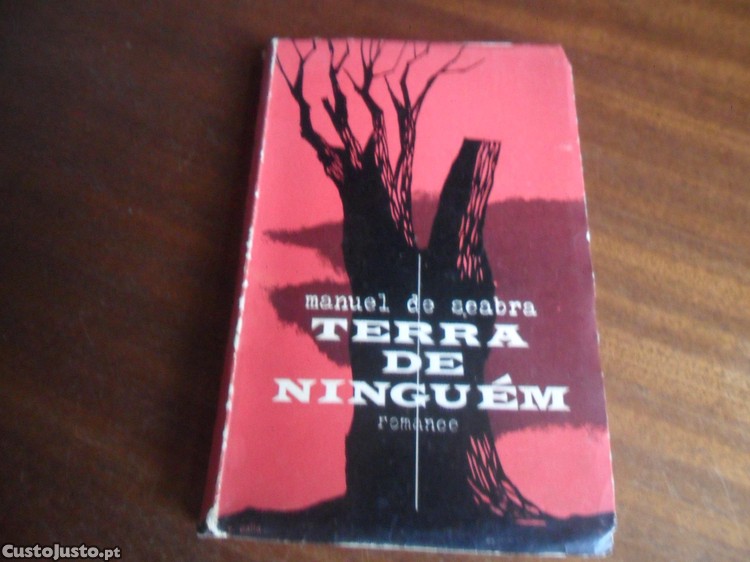 manuel de seabra
TERRA
DE
NINGUÉM
romance
CustoJusto.pt